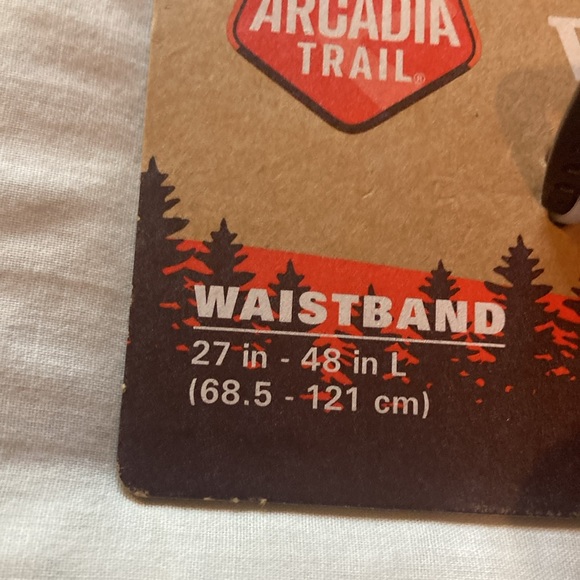 ARCADIA
TRAIL®
WAISTBAND
27 in - 48 in L
(68.5 - 121 cm)